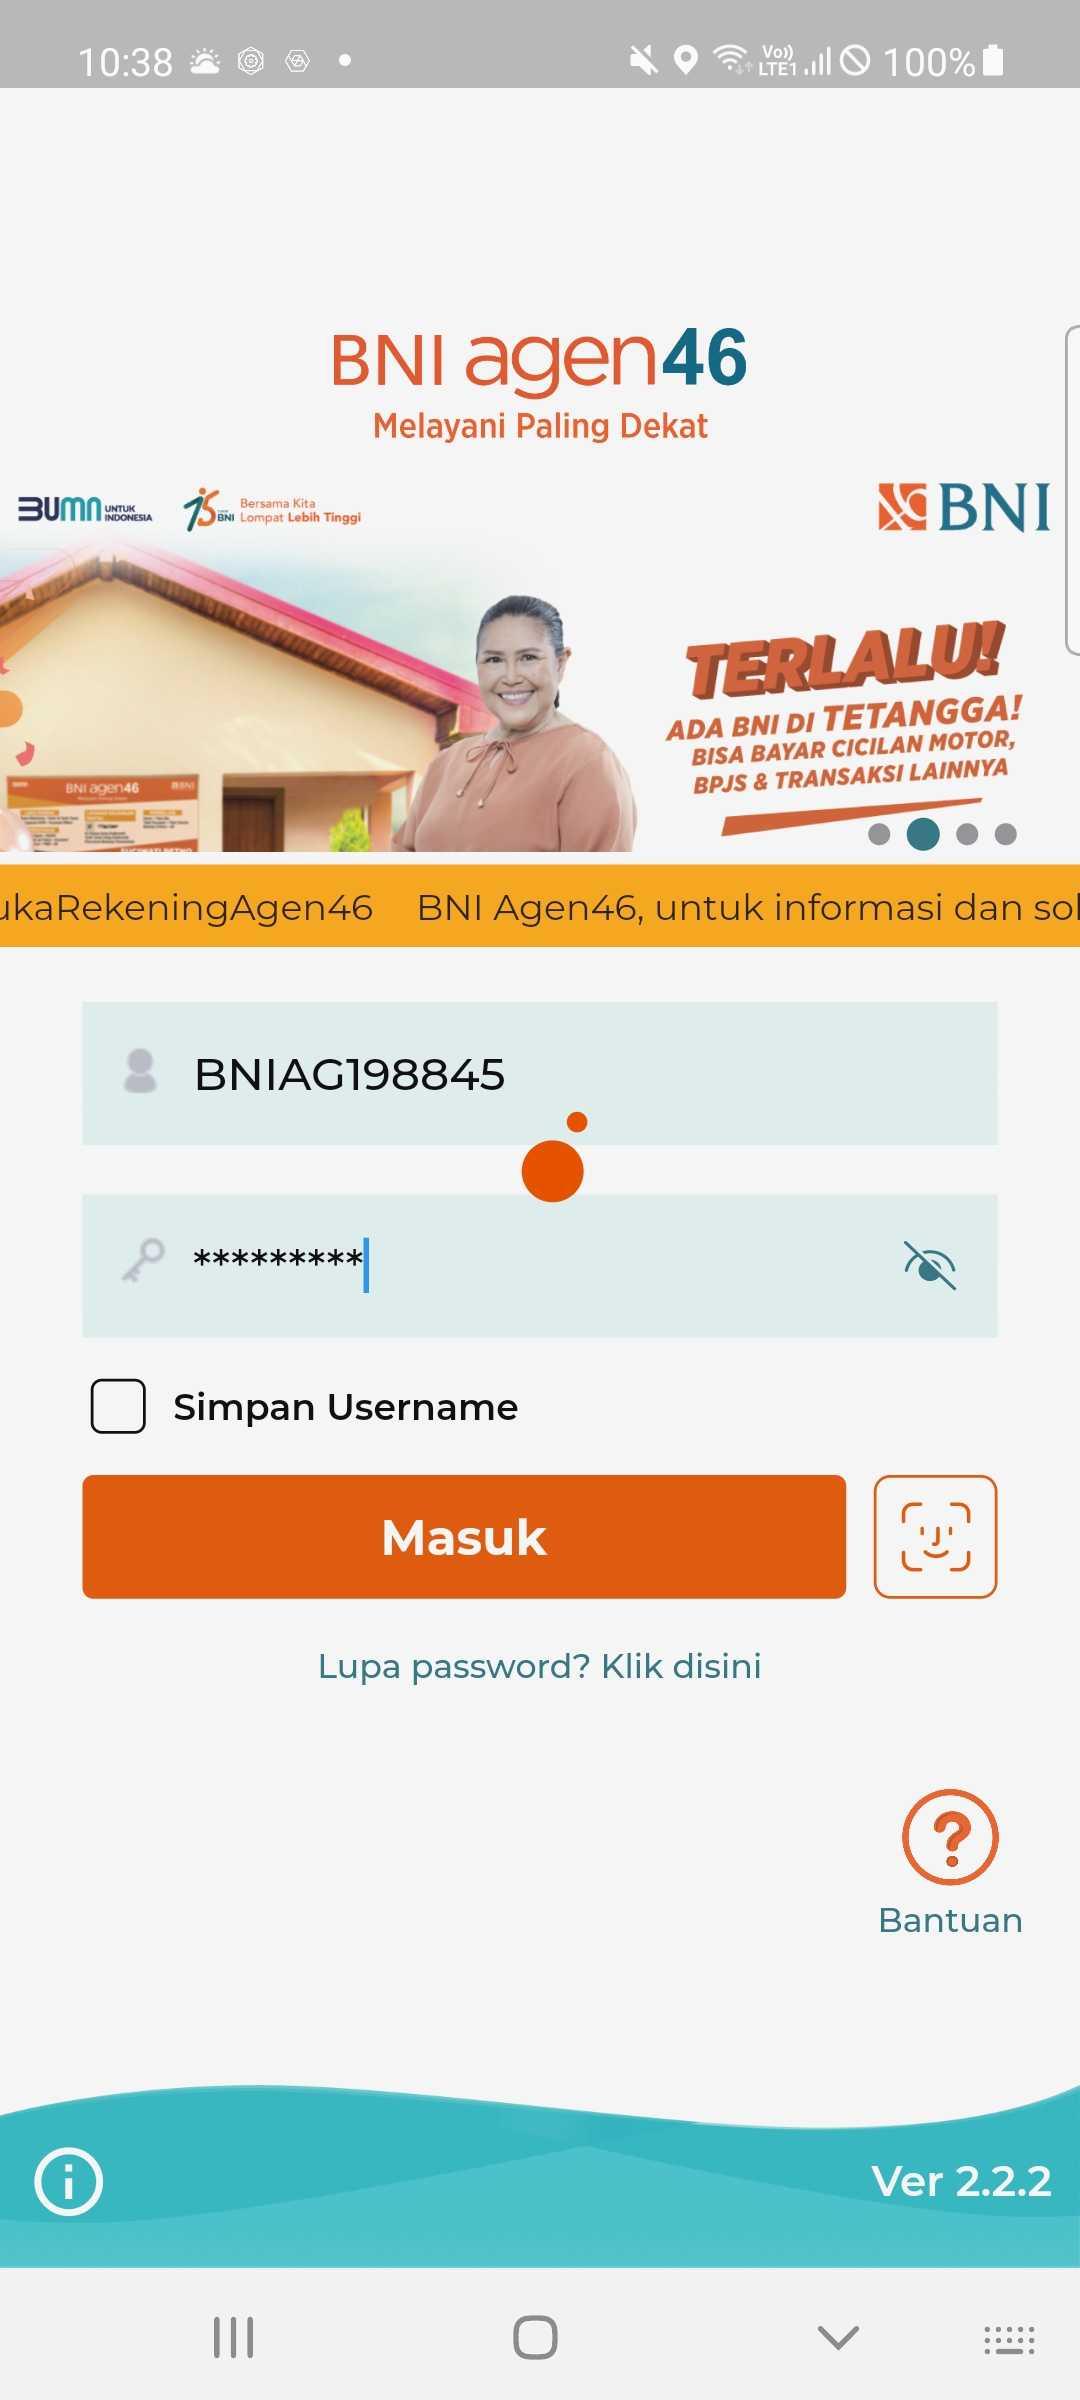 10:38
Vo))
LTE1
100%
BNI agen46
Melayani Paling Dekat
BUMN UNTUK INDONESIA
75 BNI
Bersama Kita
Lompat Lebih Tinggi
BNI
TERLALU!
ADA BNI DI TETANGGA!
BISA BAYAR CICILAN MOTOR,
BPJS & TRANSAKSI LAINNYA
BNI agen46
BNI
ukaRekeningAgen46 BNI Agen46, untuk informasi dan sol
BNIAG198845
*********
Simpan Username
Masuk
Lupa password? Klik disini
?
Bantuan
i
Ver 2.2.2